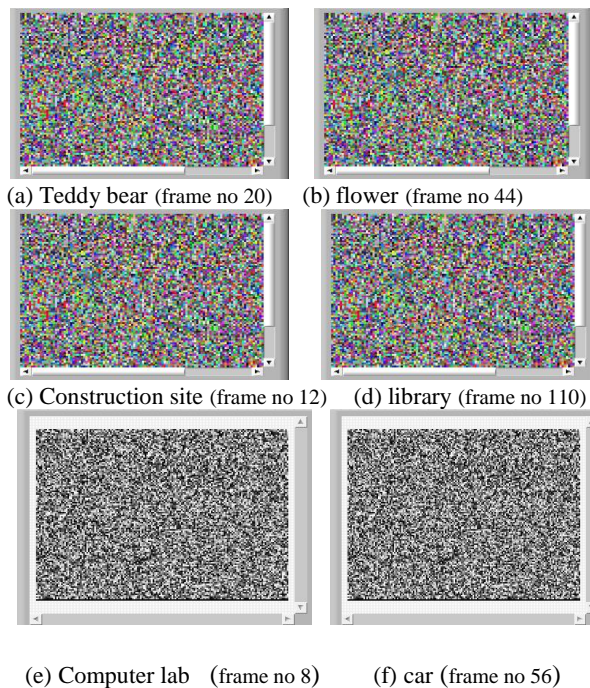 (a) Teddy bear (frame no 20) (b) flower (frame no 44)
(c) Construction site (frame no 12) (d) library (frame no 110)
(e) Computer lab (frame no 8) (f) car (frame no 56)